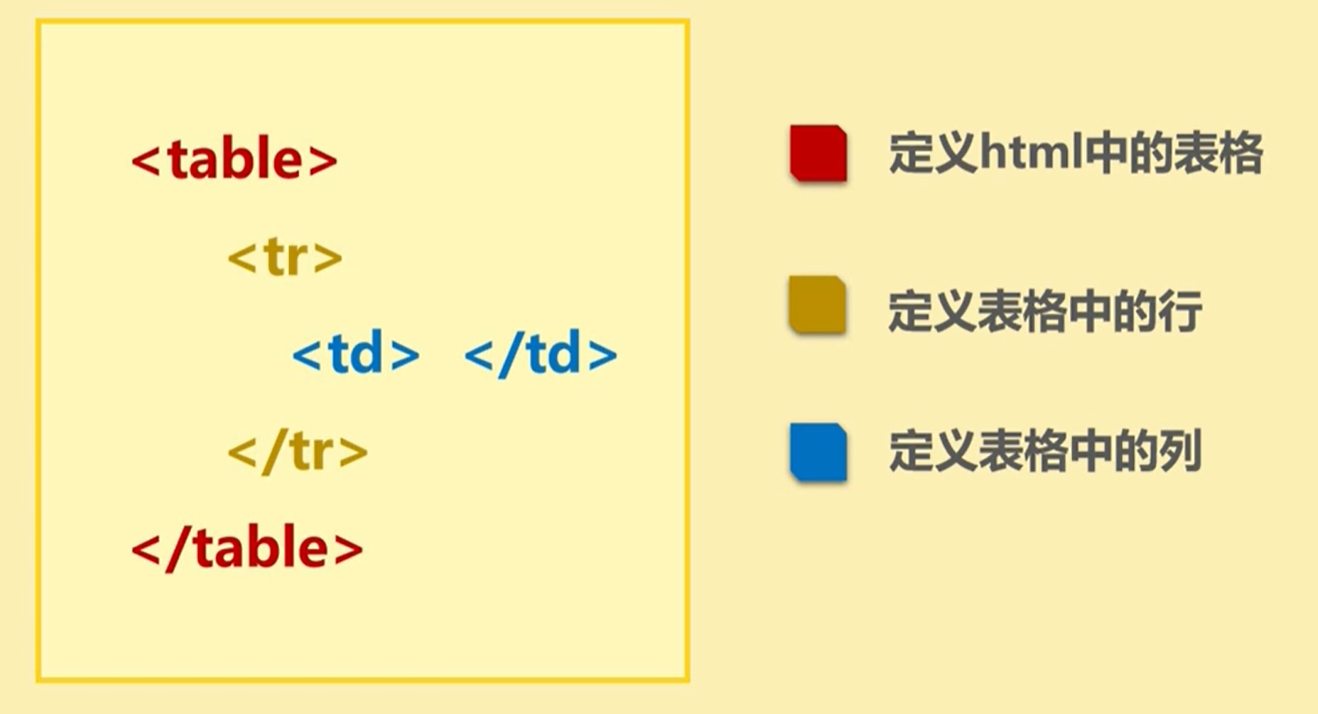 <table>
<tr>
<td> </td>
</tr>
</table>
定义html中的表格
定义表格中的行
定义表格中的列